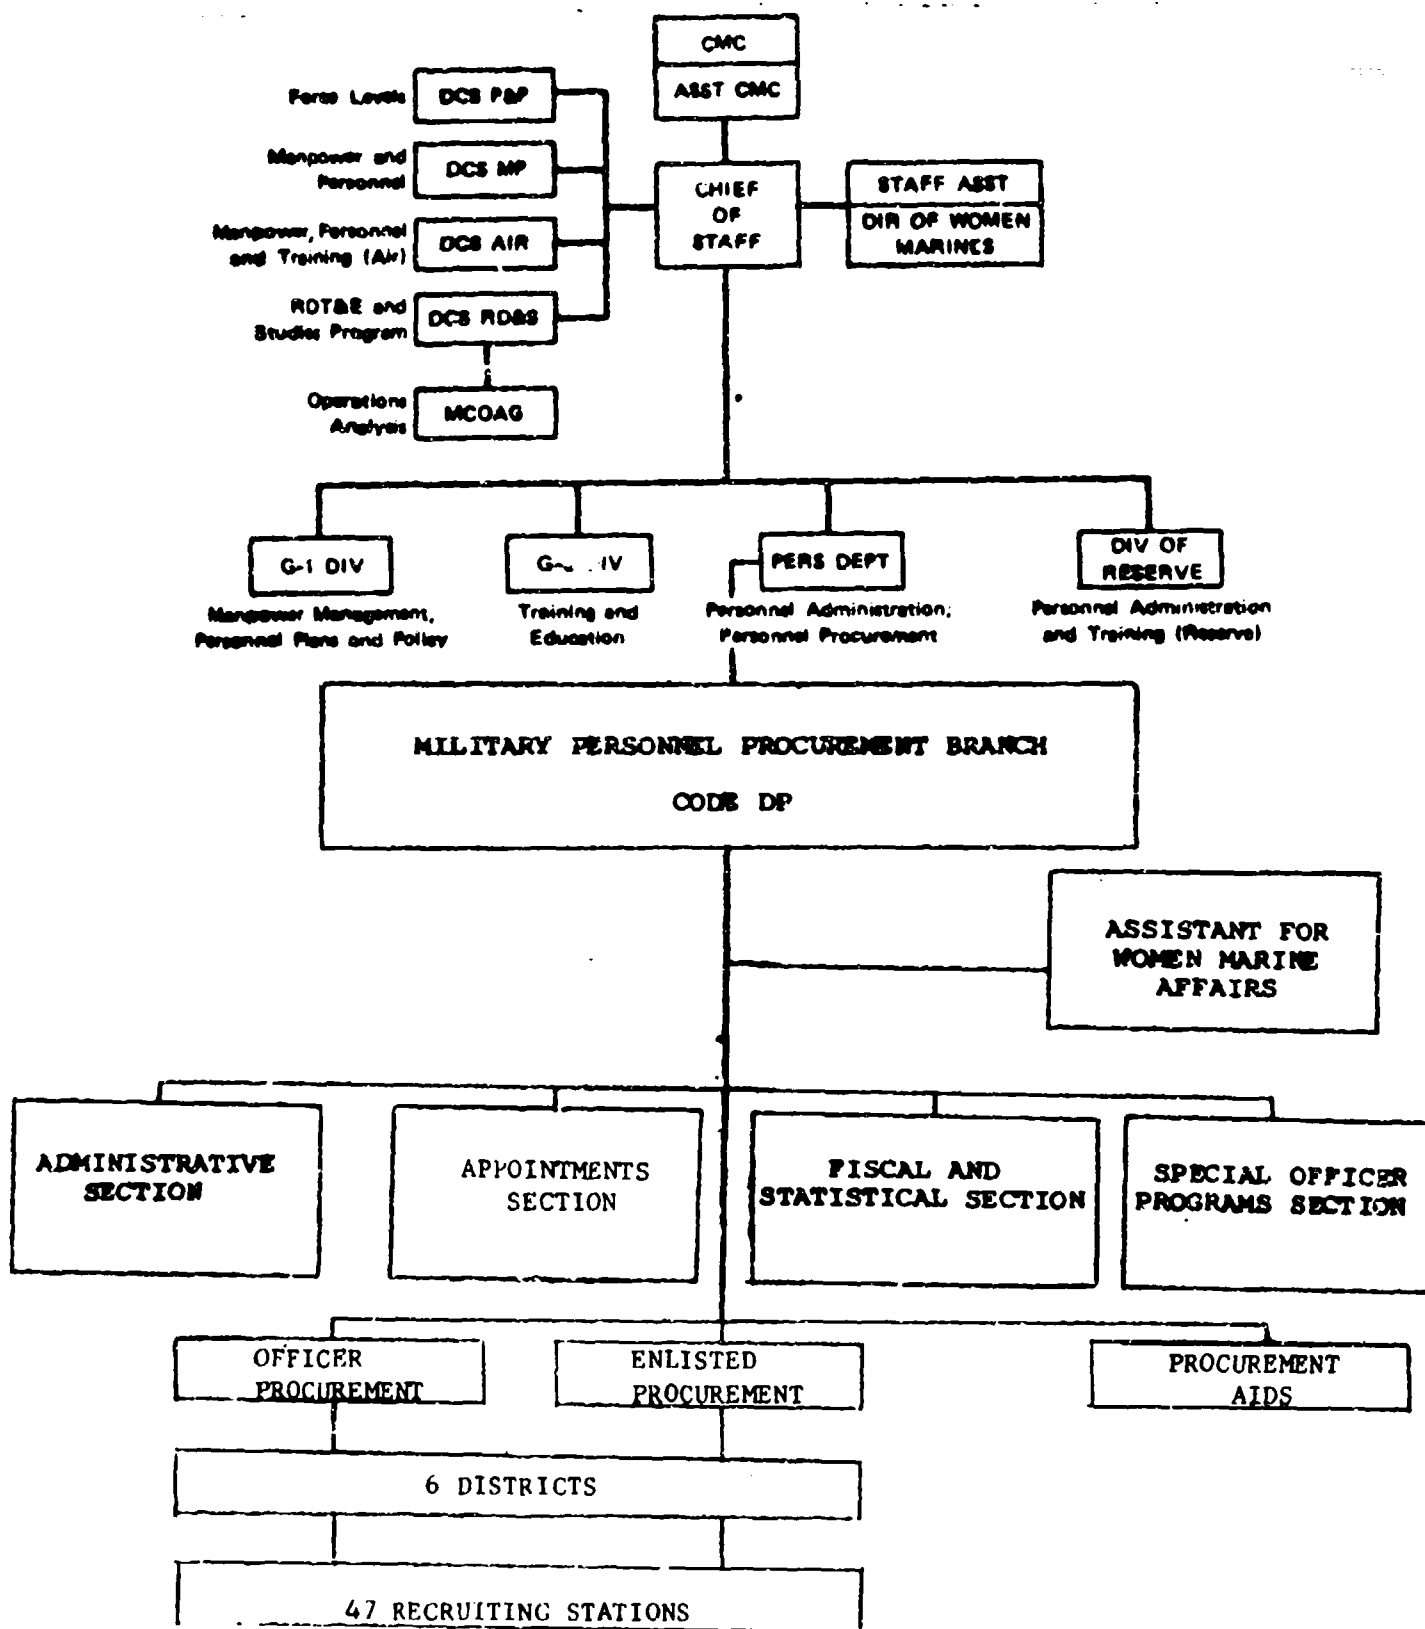 CMC
ASST CMC
Force Levels
DCS P&P
Manpower and
Personnel
DCS MP
CHIEF
OF
STAFF
STAFF ASST
DIR OF WOMEN
MARINES
Manpower, Personnel
and Training (Air)
DCS AIR
RDT&E and
Studies Program
DCS RD&S
Operations
Analysis
MCOAG
G-1 DIV
PERS DEPT
DIV OF
RESERVE
Manpower Management,
Personnel Plans and Policy
Training and
Education
Personnel Administration;
Personnel Procurement
Personnel Administration
and Training (Reserve)
MILITARY PERSONNEL PROCUREMENT BRANCH
CODE DP
ASSISTANT FOR
WOMEN MARINE
AFFAIRS
ADMINISTRATIVE
SECTION
APPOINTMENTS
SECTION
FISCAL AND
STATISTICAL SECTION
SPECIAL OFFICER
PROGRAMS SECTION
OFFICER
PROCUREMENT
ENLISTED
PROCUREMENT
PROCUREMENT
AIDS
6 DISTRICTS
47 RECRUITING STATIONS